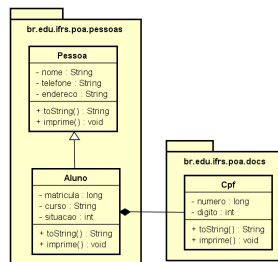 br.edu.ifrs.poa.pessoas
Pessoa
- nome : String
- telefone : String
- endereco : String
+ toString() : String
+ imprime() : void
Aluno
- matricula : long
- curso : String
- situacao : int
+ toString() : String
+ imprime() : void
br.edu.ifrs.poa.docs
Cpf
- numero : long
- digito : int
+ toString() : String
+ imprime() : void